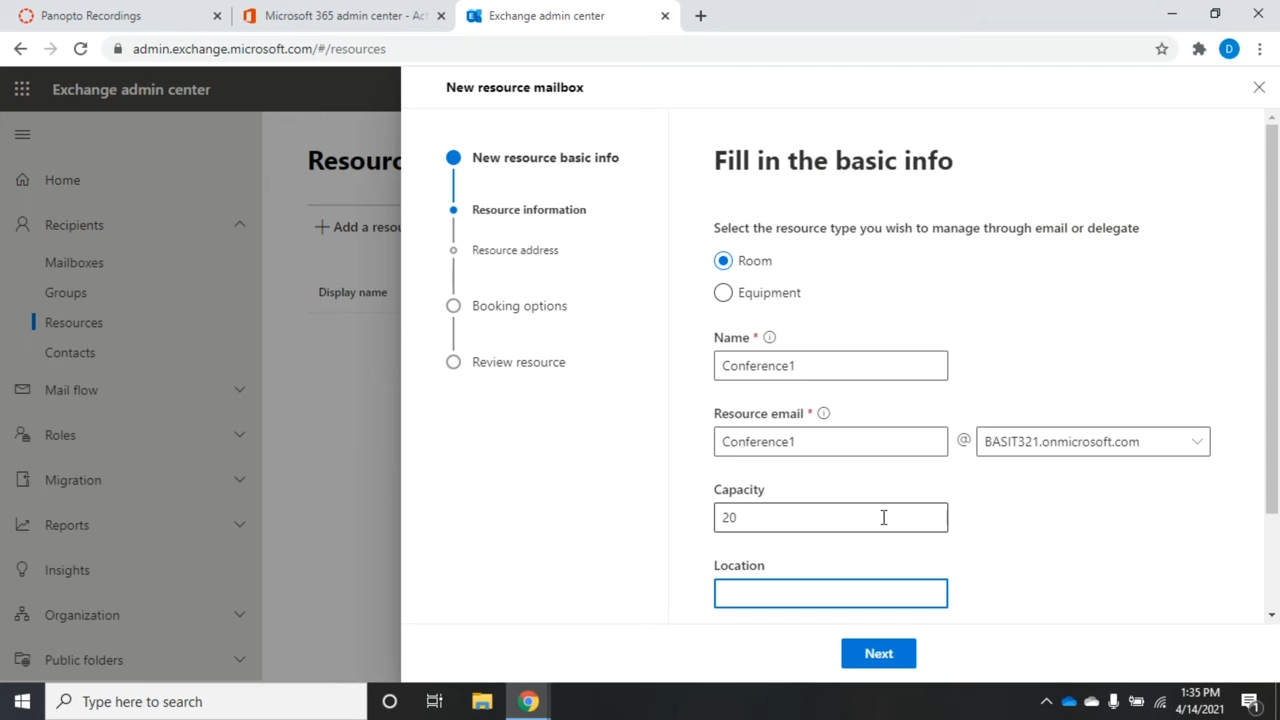 Panopto Recordings
Microsoft 365 admin center - Act
Exchange admin center
admin.exchange.microsoft.com/#/resources
D
Exchange admin center
Home
Recipients
Mailboxes
Groups
Resources
Contacts
Mail flow
Roles
Migration
Reports
Insights
Organization
Public folders
Resourc
Add a resou
Display name
New resource mailbox
New resource basic info
Resource information
Resource address
Booking options
Review resource
Fill in the basic info
Select the resource type you wish to manage through email or delegate
Room
Equipment
Name *
Conference1
Resource email *
Conference1 @ BASIT321.onmicrosoft.com
Capacity
20
Location
Next
Type here to search
1:35 PM
4/14/2021
1